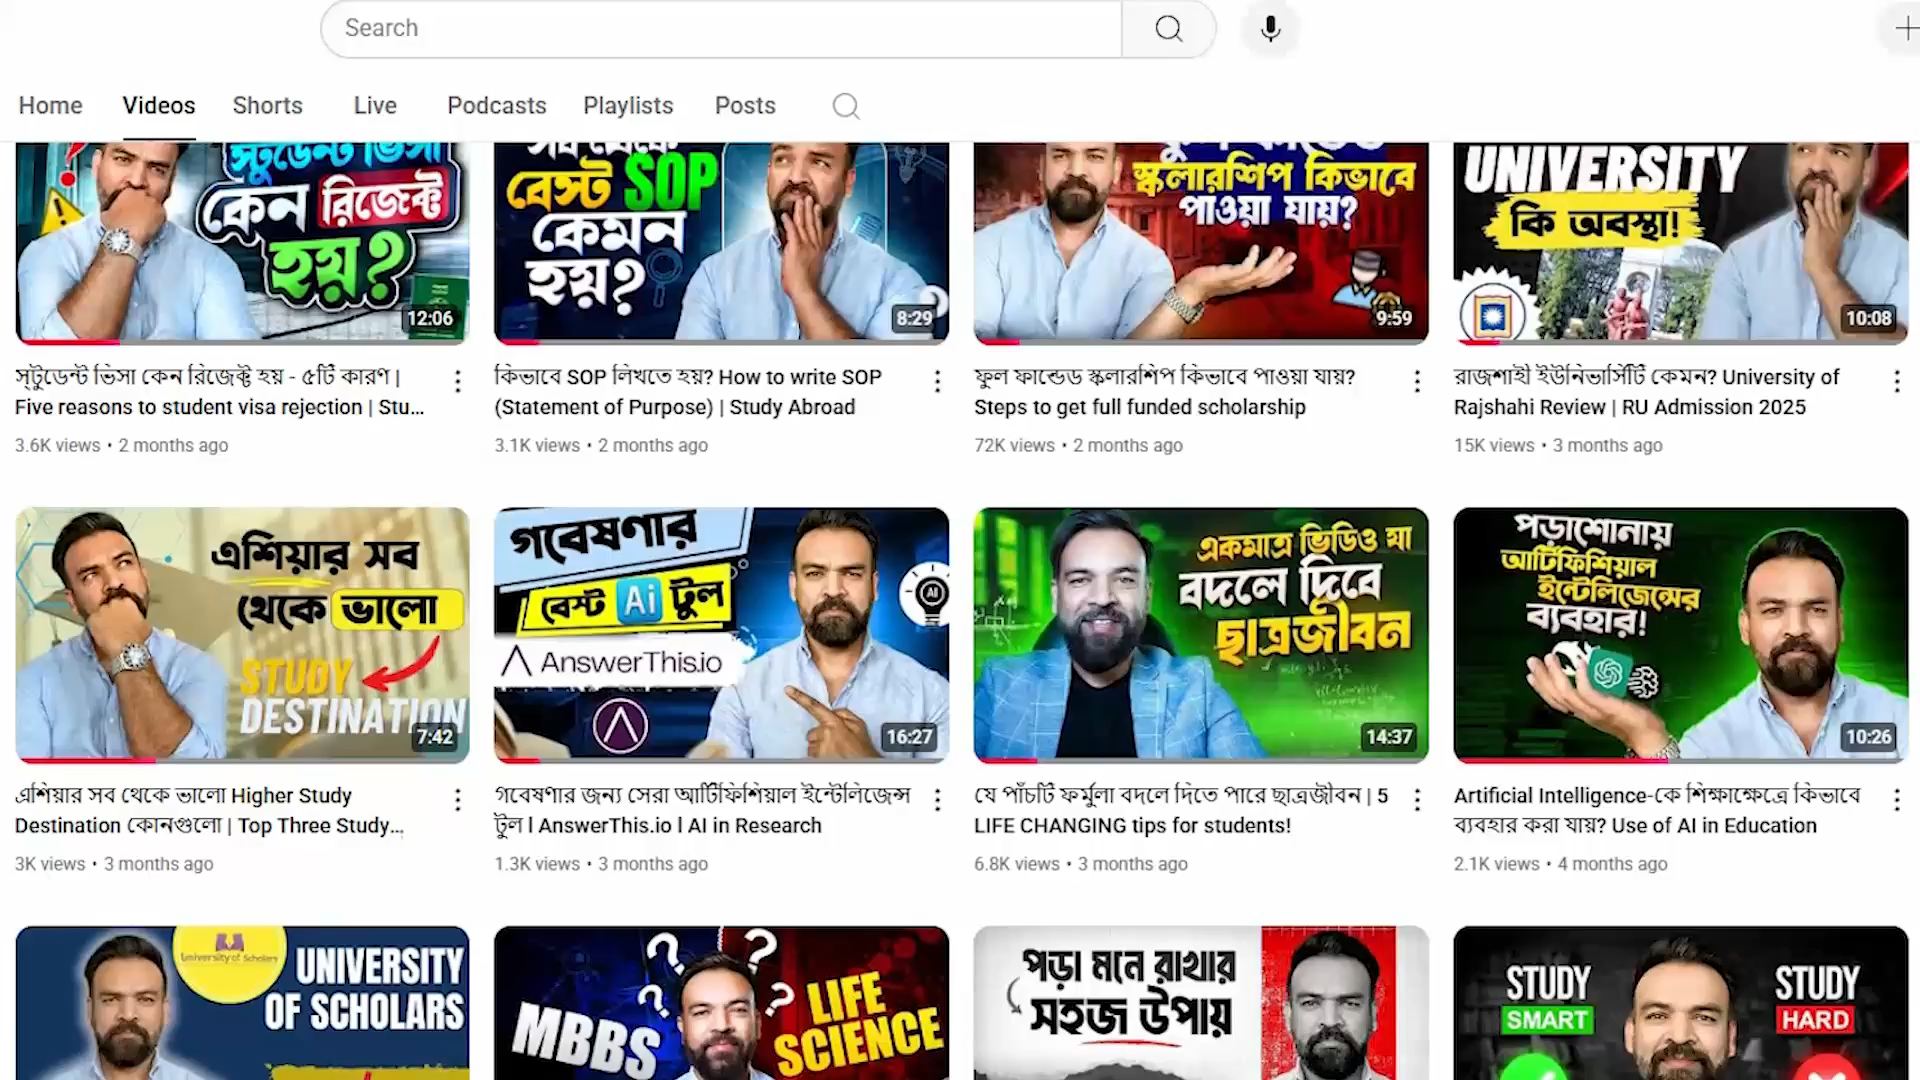 Search
Home
Videos
Shorts
Live
Podcasts
Playlists
Posts
স্টুডেন্ট ভিসা
কেন রিজেক্ট
হয়?
12:06
বেস্ট SOP
কেমন
হয়?
8:29
স্কলারশিপ কিভাবে
পাওয়া যায়?
9:59
UNIVERSITY
কি অবস্থা!
10:08
স্টুডেন্ট ভিসা কেন রিজেক্ট হয় - ৫টি কারণ |
Five reasons to student visa rejection | Stu...
3.6K views • 2 months ago
কিভাবে SOP লিখতে হয়? How to write SOP
(Statement of Purpose) | Study Abroad
3.1K views • 2 months ago
ফুল ফান্ডেড স্কলারশিপ কিভাবে পাওয়া যায়?
Steps to get full funded scholarship
72K views • 2 months ago
রাজশাহী ইউনিভার্সিটি কেমন? University of
Rajshahi Review | RU Admission 2025
15K views • 3 months ago
এশিয়ার সব
থেকে ভালো
STUDY
DESTINATION
7:42
গবেষণার
বেস্ট Ai টুল
AnswerThis.io
AI
16:27
একমাত্র ভিডিও যা
বদলে দিবে
ছাত্রজীবন
14:37
পড়াশোনায়
আর্টিফিশিয়াল
ইন্টেলিজেন্সের
ব্যবহার!
10:26
এশিয়ার সব থেকে ভালো Higher Study
Destination কোনগুলো | Top Three Study...
3K views • 3 months ago
গবেষণার জন্য সেরা আর্টিফিশিয়াল ইন্টেলিজেন্স
টুল l AnswerThis.io l AI in Research
1.3K views • 3 months ago
যে পাঁচটি ফর্মুলা বদলে দিতে পারে ছাত্রজীবন | 5
LIFE CHANGING tips for students!
6.8K views • 3 months ago
Artificial Intelligence-কে শিক্ষাক্ষেত্রে কিভাবে
ব্যবহার করা যায়? Use of AI in Education
2.1K views • 4 months ago
University of Scholars
UNIVERSITY
OF SCHOLARS
MBBS
LIFE
SCIENCE
পড়া মনে রাখার
সহজ উপায়
STUDY
SMART
STUDY
HARD